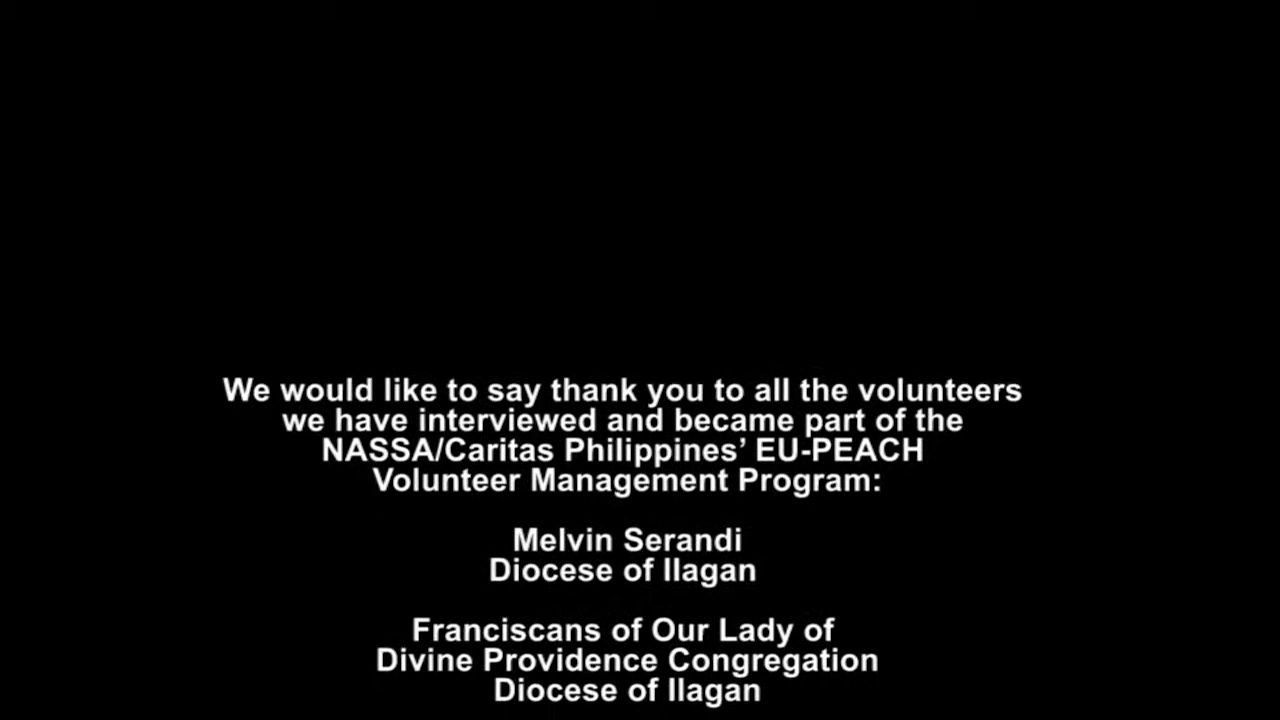 We would like to say thank you to all the volunteers
we have interviewed and became part of the
NASSA/Caritas Philippines’ EU-PEACH
Volunteer Management Program:
Melvin Serandi
Diocese of Ilagan
Franciscans of Our Lady of
Divine Providence Congregation
Diocese of Ilagan